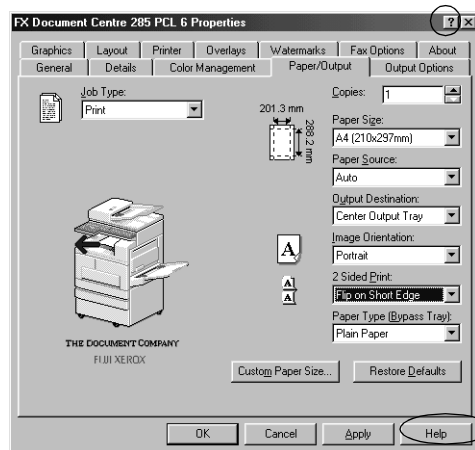 FX Document Centre 285 PCL 6 Properties ? X
Graphics Layout Printer Overlays Watermarks Fax Options About
General Details Color Management Paper/Output Output Options
Job Type:
Print
201.3 mm
288.2 mm
Copies: 1
Paper Size:
A4 (210x297mm)
Paper Source:
Auto
Output Destination:
Center Output Tray
Image Orientation:
Portrait
A
2 Sided Print:
Flip on Short Edge
A
A
Paper Type (Bypass Tray):
Plain Paper
THE DOCUMENT COMPANY
FUJI XEROX
Custom Paper Size... Restore Defaults
OK Cancel Apply Help